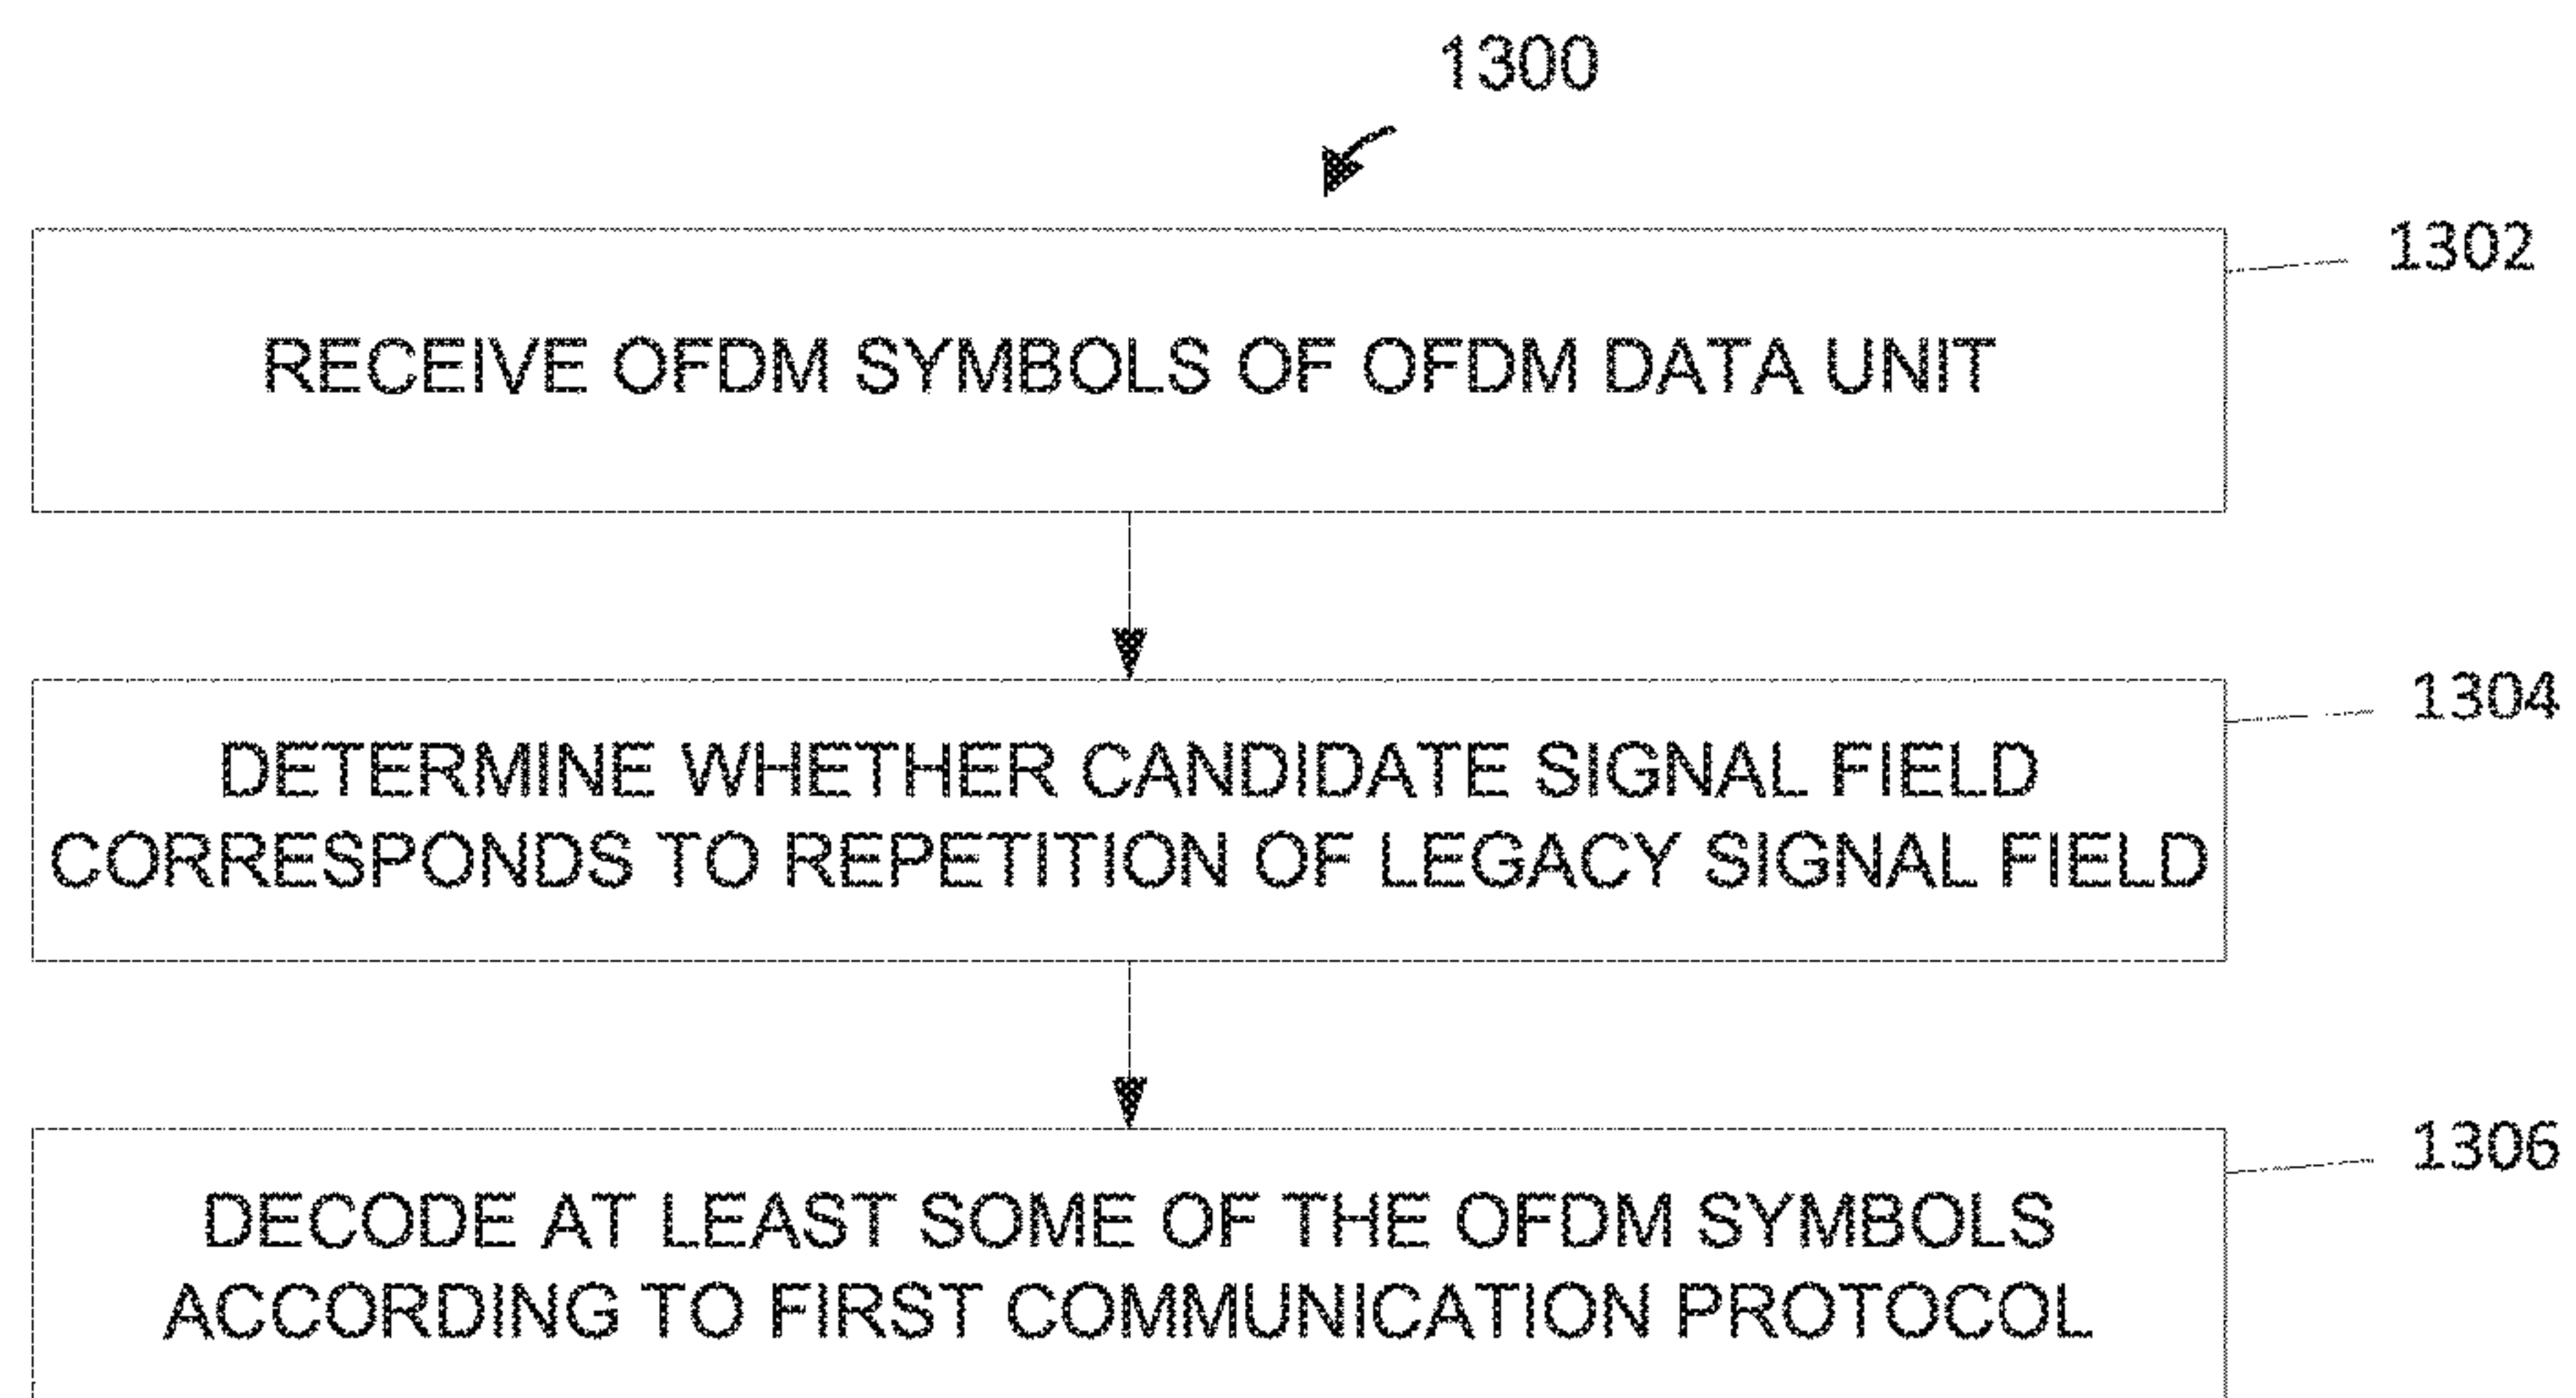 1300
1302
RECEIVE OFDM SYMBOLS OF OFDM DATA UNIT
1304
DETERMINE WHETHER CANDIDATE SIGNAL FIELD
CORRESPONDS TO REPETITION OF LEGACY SIGNAL FIELD
1306
DECODE AT LEAST SOME OF THE OFDM SYMBOLS
ACCORDING TO FIRST COMMUNICATION PROTOCOL